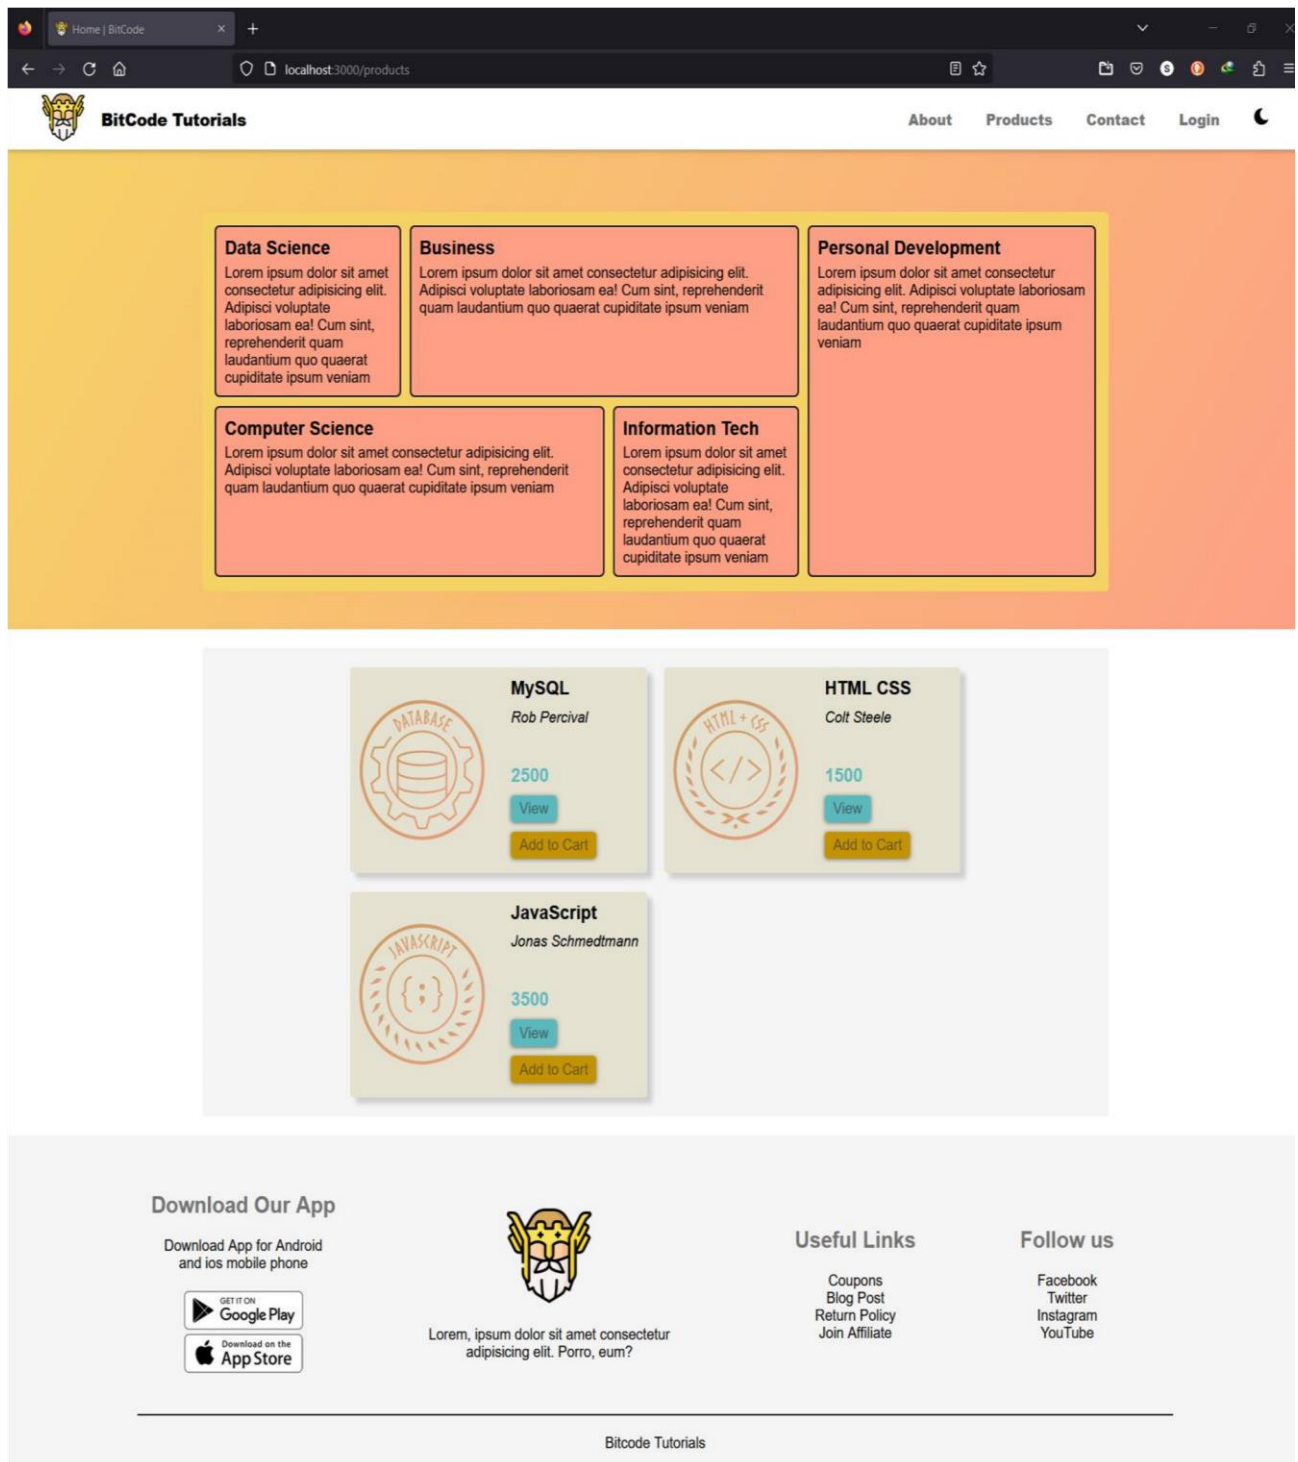 Home | BitCode
localhost:3000/products
BitCode Tutorials
About
Products
Contact
Login
Data Science
Lorem ipsum dolor sit amet
consectetur adipisicing elit.
Adipisci voluptate
laboriosam ea! Cum sint,
reprehenderit quam
laudantium quo quaerat
cupiditate ipsum veniam
Business
Lorem ipsum dolor sit amet consectetur adipisicing elit.
Adipisci voluptate laboriosam ea! Cum sint, reprehenderit
quam laudantium quo quaerat cupiditate ipsum veniam
Personal Development
Lorem ipsum dolor sit amet consectetur
adipisicing elit. Adipisci voluptate laboriosam
ea! Cum sint, reprehenderit quam
laudantium quo quaerat cupiditate ipsum
veniam
Computer Science
Lorem ipsum dolor sit amet consectetur adipisicing elit.
Adipisci voluptate laboriosam ea! Cum sint, reprehenderit
quam laudantium quo quaerat cupiditate ipsum veniam
Information Tech
Lorem ipsum dolor sit amet
consectetur adipisicing elit.
Adipisci voluptate
laboriosam ea! Cum sint,
reprehenderit quam
laudantium quo quaerat
cupiditate ipsum veniam
DATABASE
MySQL
Rob Percival
2500
View
Add to Cart
HTML + CSS
</>
HTML CSS
Colt Steele
1500
View
Add to Cart
JAVASCRIPT
{;}
JavaScript
Jonas Schmedtmann
3500
View
Add to Cart
Download Our App
Download App for Android
and ios mobile phone
GET IT ON
Google Play
Download on the
App Store
Lorem, ipsum dolor sit amet consectetur
adipisicing elit. Porro, eum?
Useful Links
Coupons
Blog Post
Return Policy
Join Affiliate
Follow us
Facebook
Twitter
Instagram
YouTube
Bitcode Tutorials